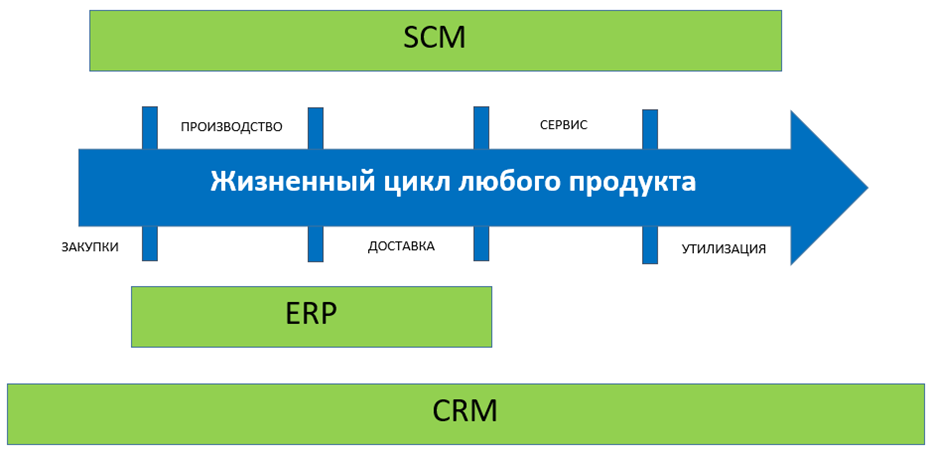 SCM
ПРОИЗВОДСТВО
СЕРВИС
Жизненный цикл любого продукта
ЗАКУПКИ
ДОСТАВКА
УТИЛИЗАЦИЯ
ERP
CRM